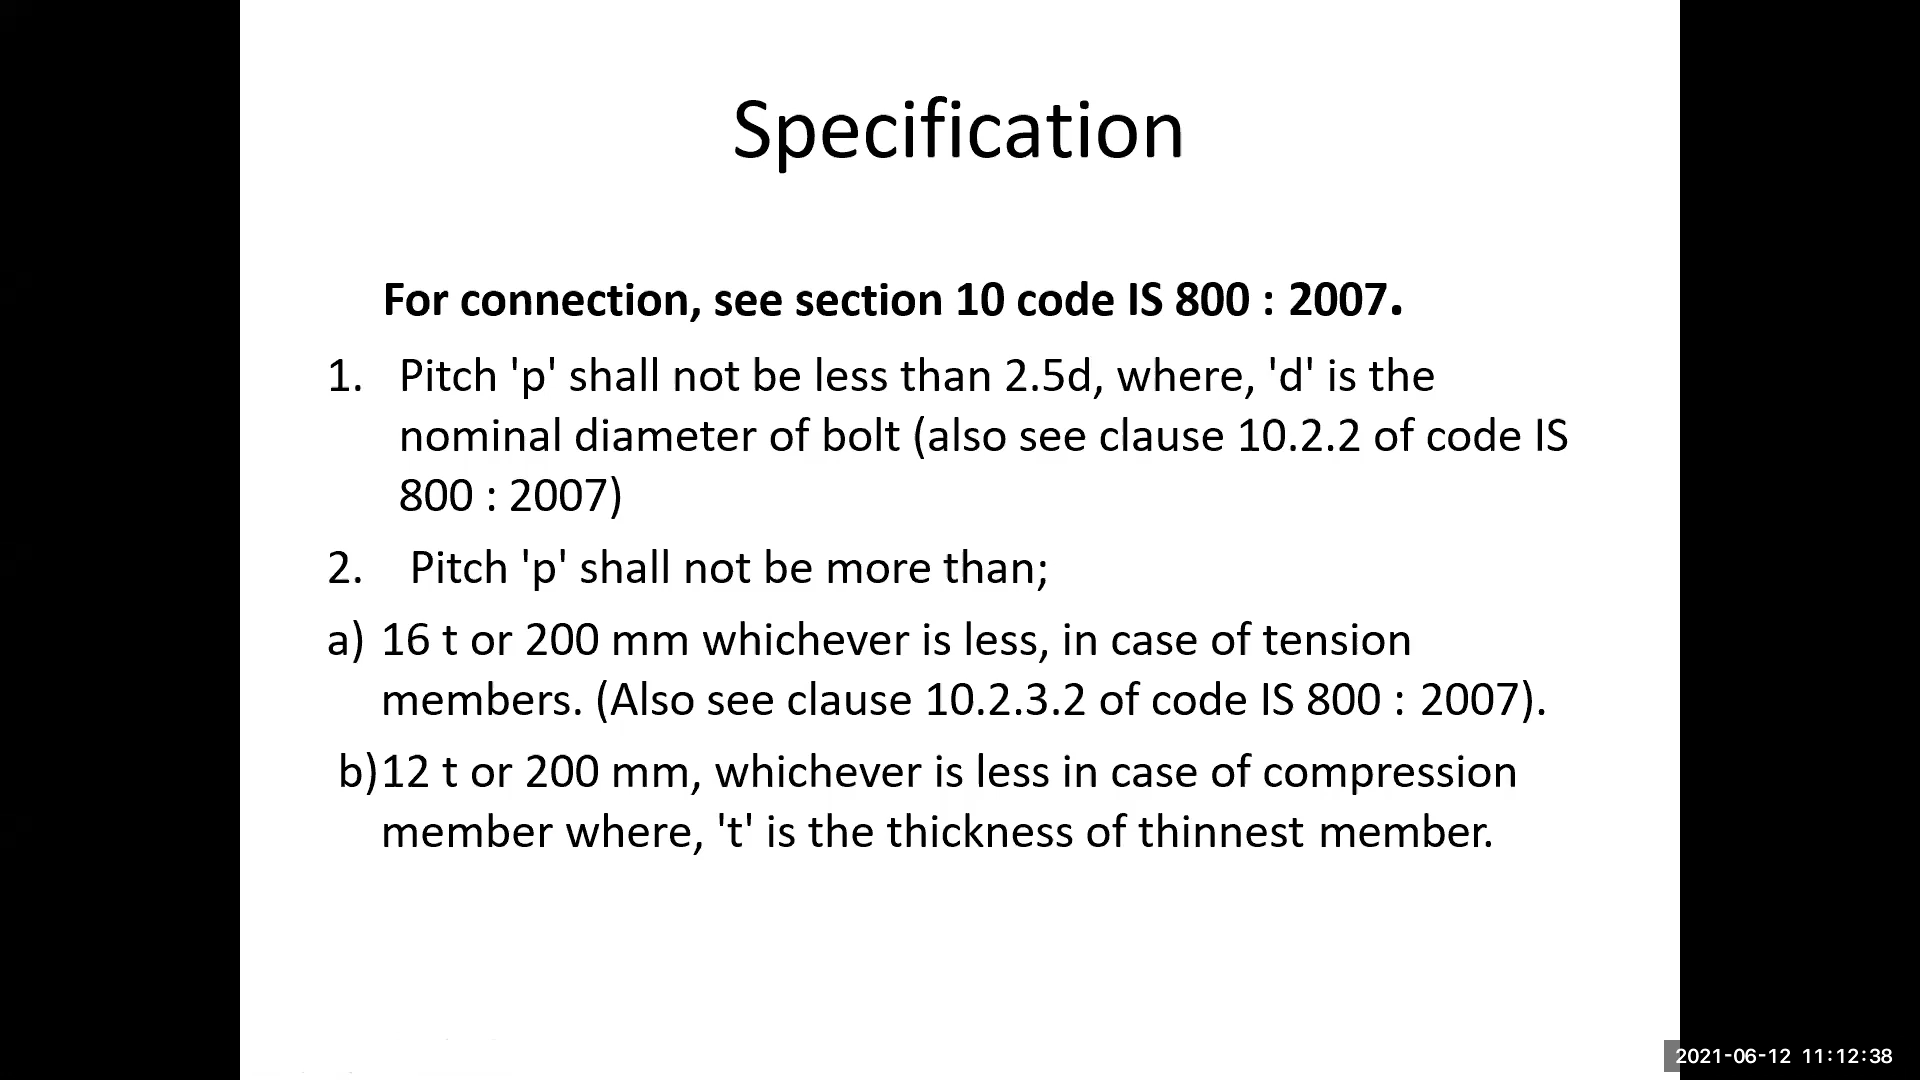 Specification
For connection, see section 10 code IS 800 : 2007.
1. Pitch 'p' shall not be less than 2.5d, where, 'd' is the
nominal diameter of bolt (also see clause 10.2.2 of code IS
800 : 2007)
2. Pitch 'p' shall not be more than;
a) 16 t or 200 mm whichever is less, in case of tension
members. (Also see clause 10.2.3.2 of code IS 800 : 2007).
b)12 t or 200 mm, whichever is less in case of compression
member where, 't' is the thickness of thinnest member.
2021-06-12 11:12:38